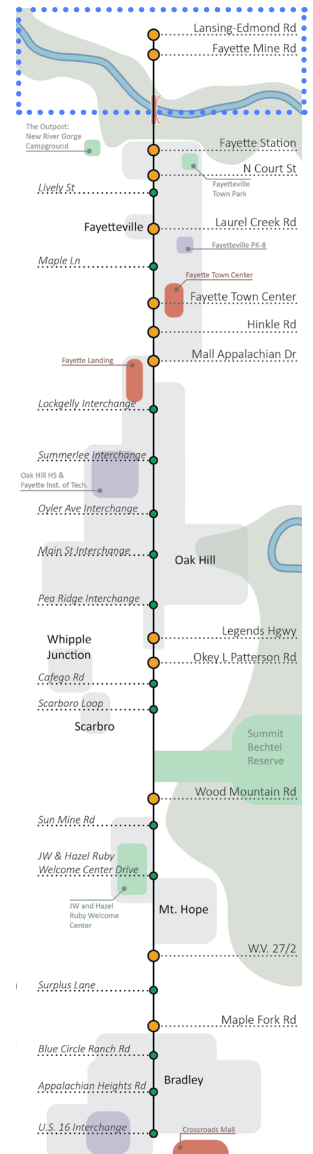 Lansing-Edmond Rd
Fayette Mine Rd
The Outpost:
New River Gorge
Campground
Fayette Station
N Court St
Lively St
Fayetteville
Town Park
Fayetteville
Laurel Creek Rd
Fayetteville PK-8
Maple Ln
Fayette Town Center
Fayette Town Center
Hinkle Rd
Mall Appalachian Dr
Fayette Landing
Lockgelly Interchange
Summerlee Interchange
Oak Hill HS &
Fayette Inst. of Tech.
Oyler Ave Interchange
Main St Interchange
Oak Hill
Pea Ridge Interchange
Legends Hgwy
Whipple
Junction
Okey L Patterson Rd
Cafego Rd
Scarboro Loop
Scarbro
Summit
Bechtel
Reserve
Wood Mountain Rd
Sun Mine Rd
JW & Hazel Ruby
Welcome Center Drive
JW and Hazel
Ruby Welcome
Center
Mt. Hope
W.V. 27/2
Surplus Lane
Maple Fork Rd
Blue Circle Ranch Rd
Bradley
Appalachian Heights Rd
U.S. 16 Interchange
Crossroads Mall